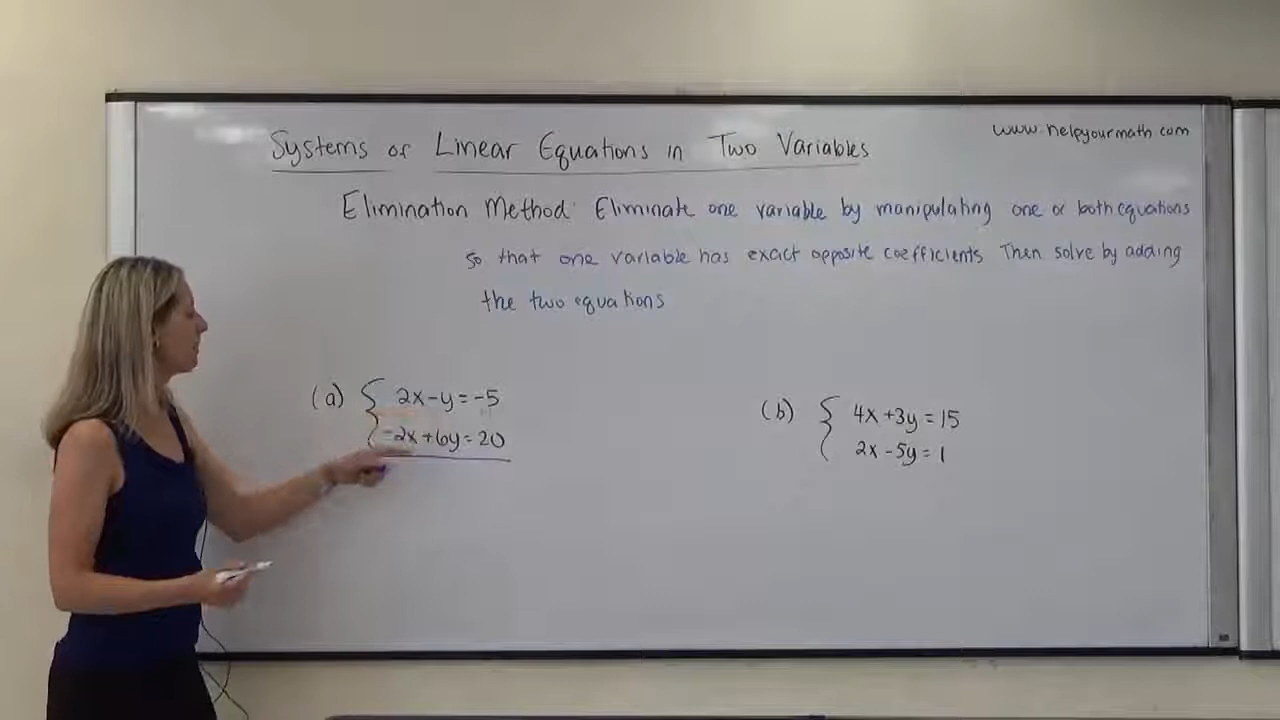 www.helpyourmath.com
Systems of Linear Equations in Two Variables
Elimination Method: Eliminate one variable by manipulating one or both equations
so that one variable has exact opposite coefficients. Then solve by adding
the two equations
(a) { 2x-y=-5
-2x+6y=20
(b) { 4x+3y=15
2x-5y=1